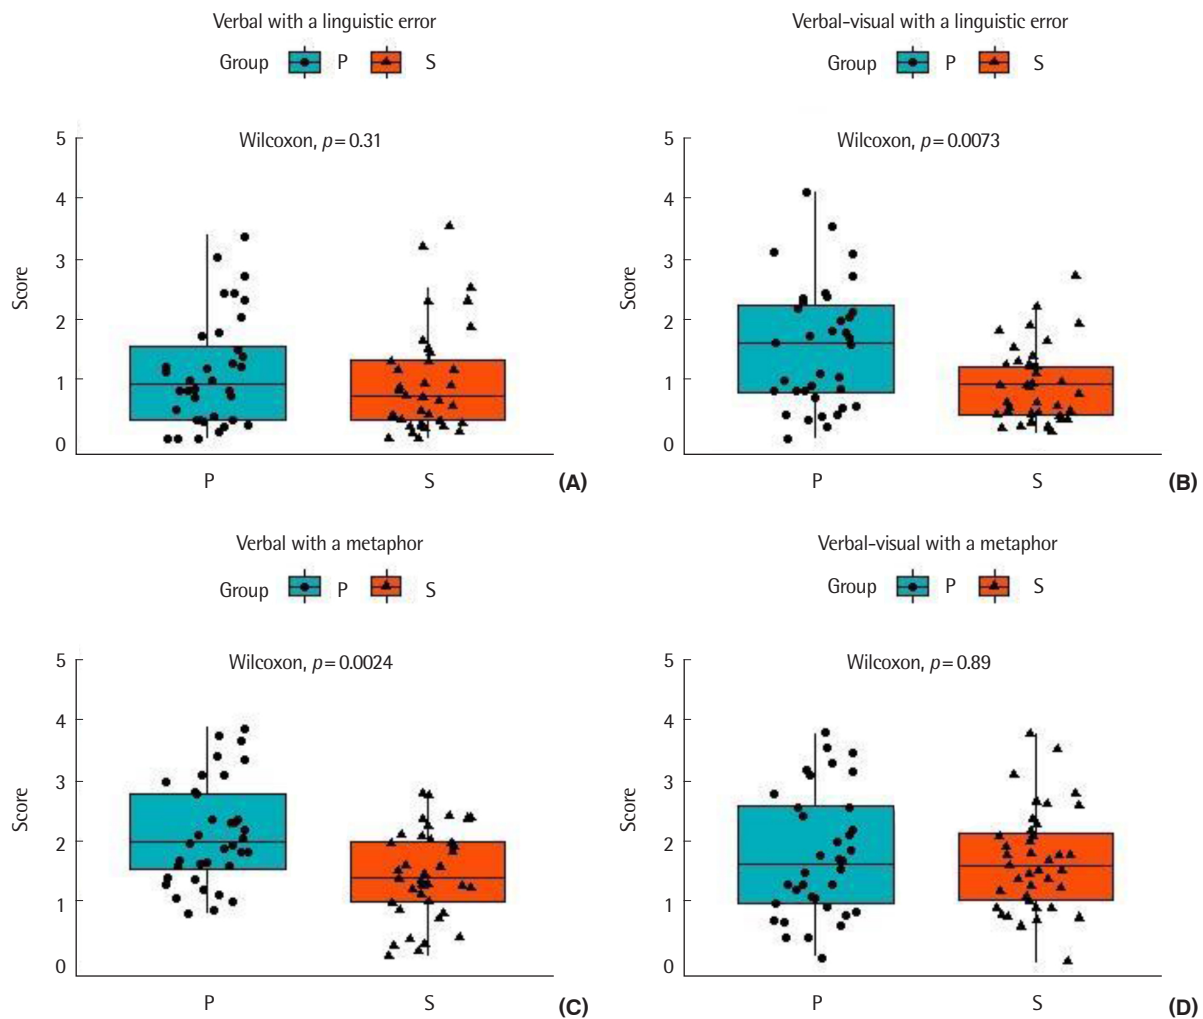 Verbal with a linguistic error
Group P S
Wilcoxon, p=0.31
5
4
3
2
1
0
Score
P S
(A)
Verbal-visual with a linguistic error
Group P S
Wilcoxon, p=0.0073
5
4
3
2
1
0
Score
P S
(B)
Verbal with a metaphor
Group P S
Wilcoxon, p=0.0024
5
4
3
2
1
0
Score
P S
(C)
Verbal-visual with a metaphor
Group P S
Wilcoxon, p=0.89
5
4
3
2
1
0
Score
P S
(D)